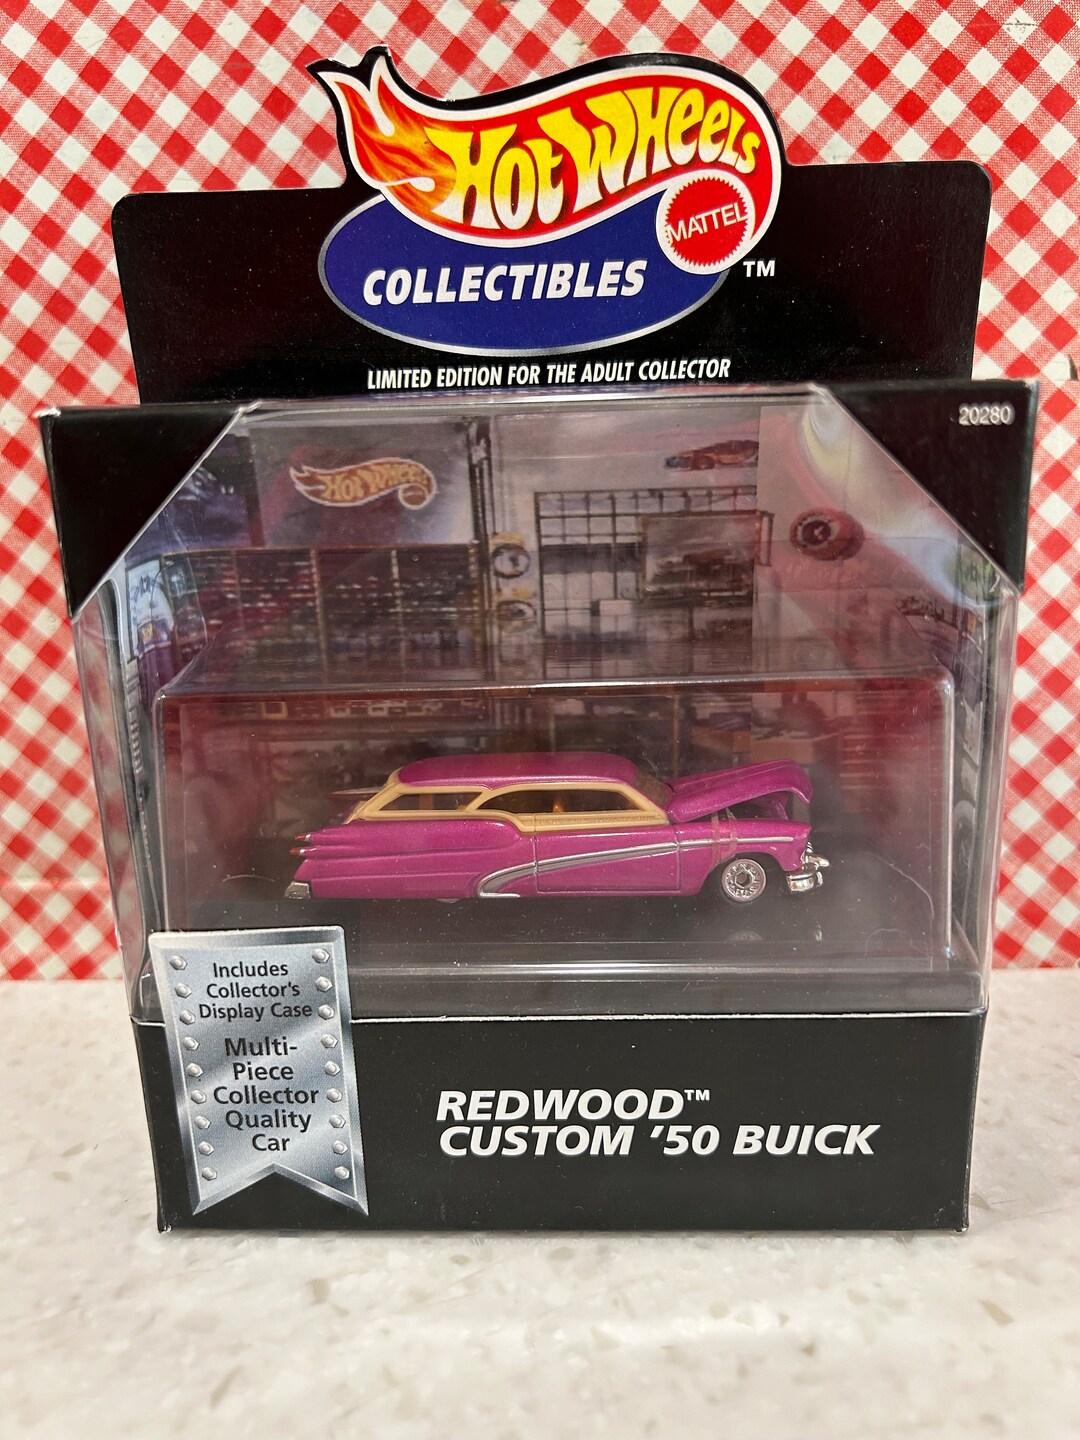 HOT WHEELS
MATTEL
COLLECTIBLES
TM
LIMITED EDITION FOR THE ADULT COLLECTOR
20280
HOT WHEELS
Includes
Collector's
Display Case
Multi-
Piece
Collector
Quality
Car
REDWOOD™
CUSTOM '50 BUICK